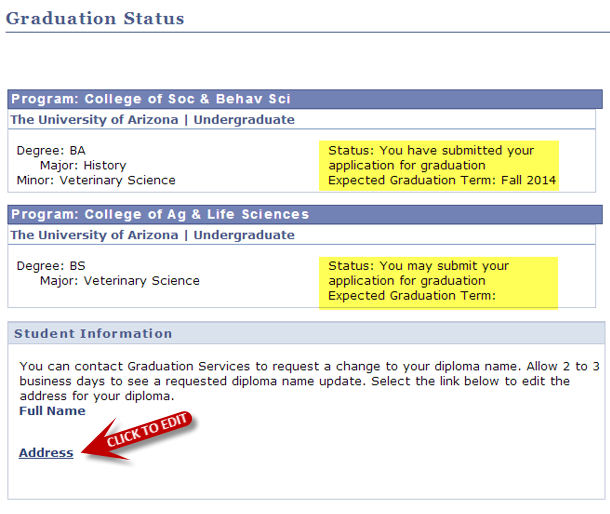 Graduation Status
Program: College of Soc & Behav Sci
The University of Arizona | Undergraduate
Degree: BA
Major: History
Minor: Veterinary Science
Status: You have submitted your
application for graduation
Expected Graduation Term: Fall 2014
Program: College of Ag & Life Sciences
The University of Arizona | Undergraduate
Degree: BS
Major: Veterinary Science
Status: You may submit your
application for graduation
Expected Graduation Term:
Student Information
You can contact Graduation Services to request a change to your diploma name. Allow 2 to 3
business days to see a requested diploma name update. Select the link below to edit the
address for your diploma.
Full Name
CLICK TO EDIT
Address